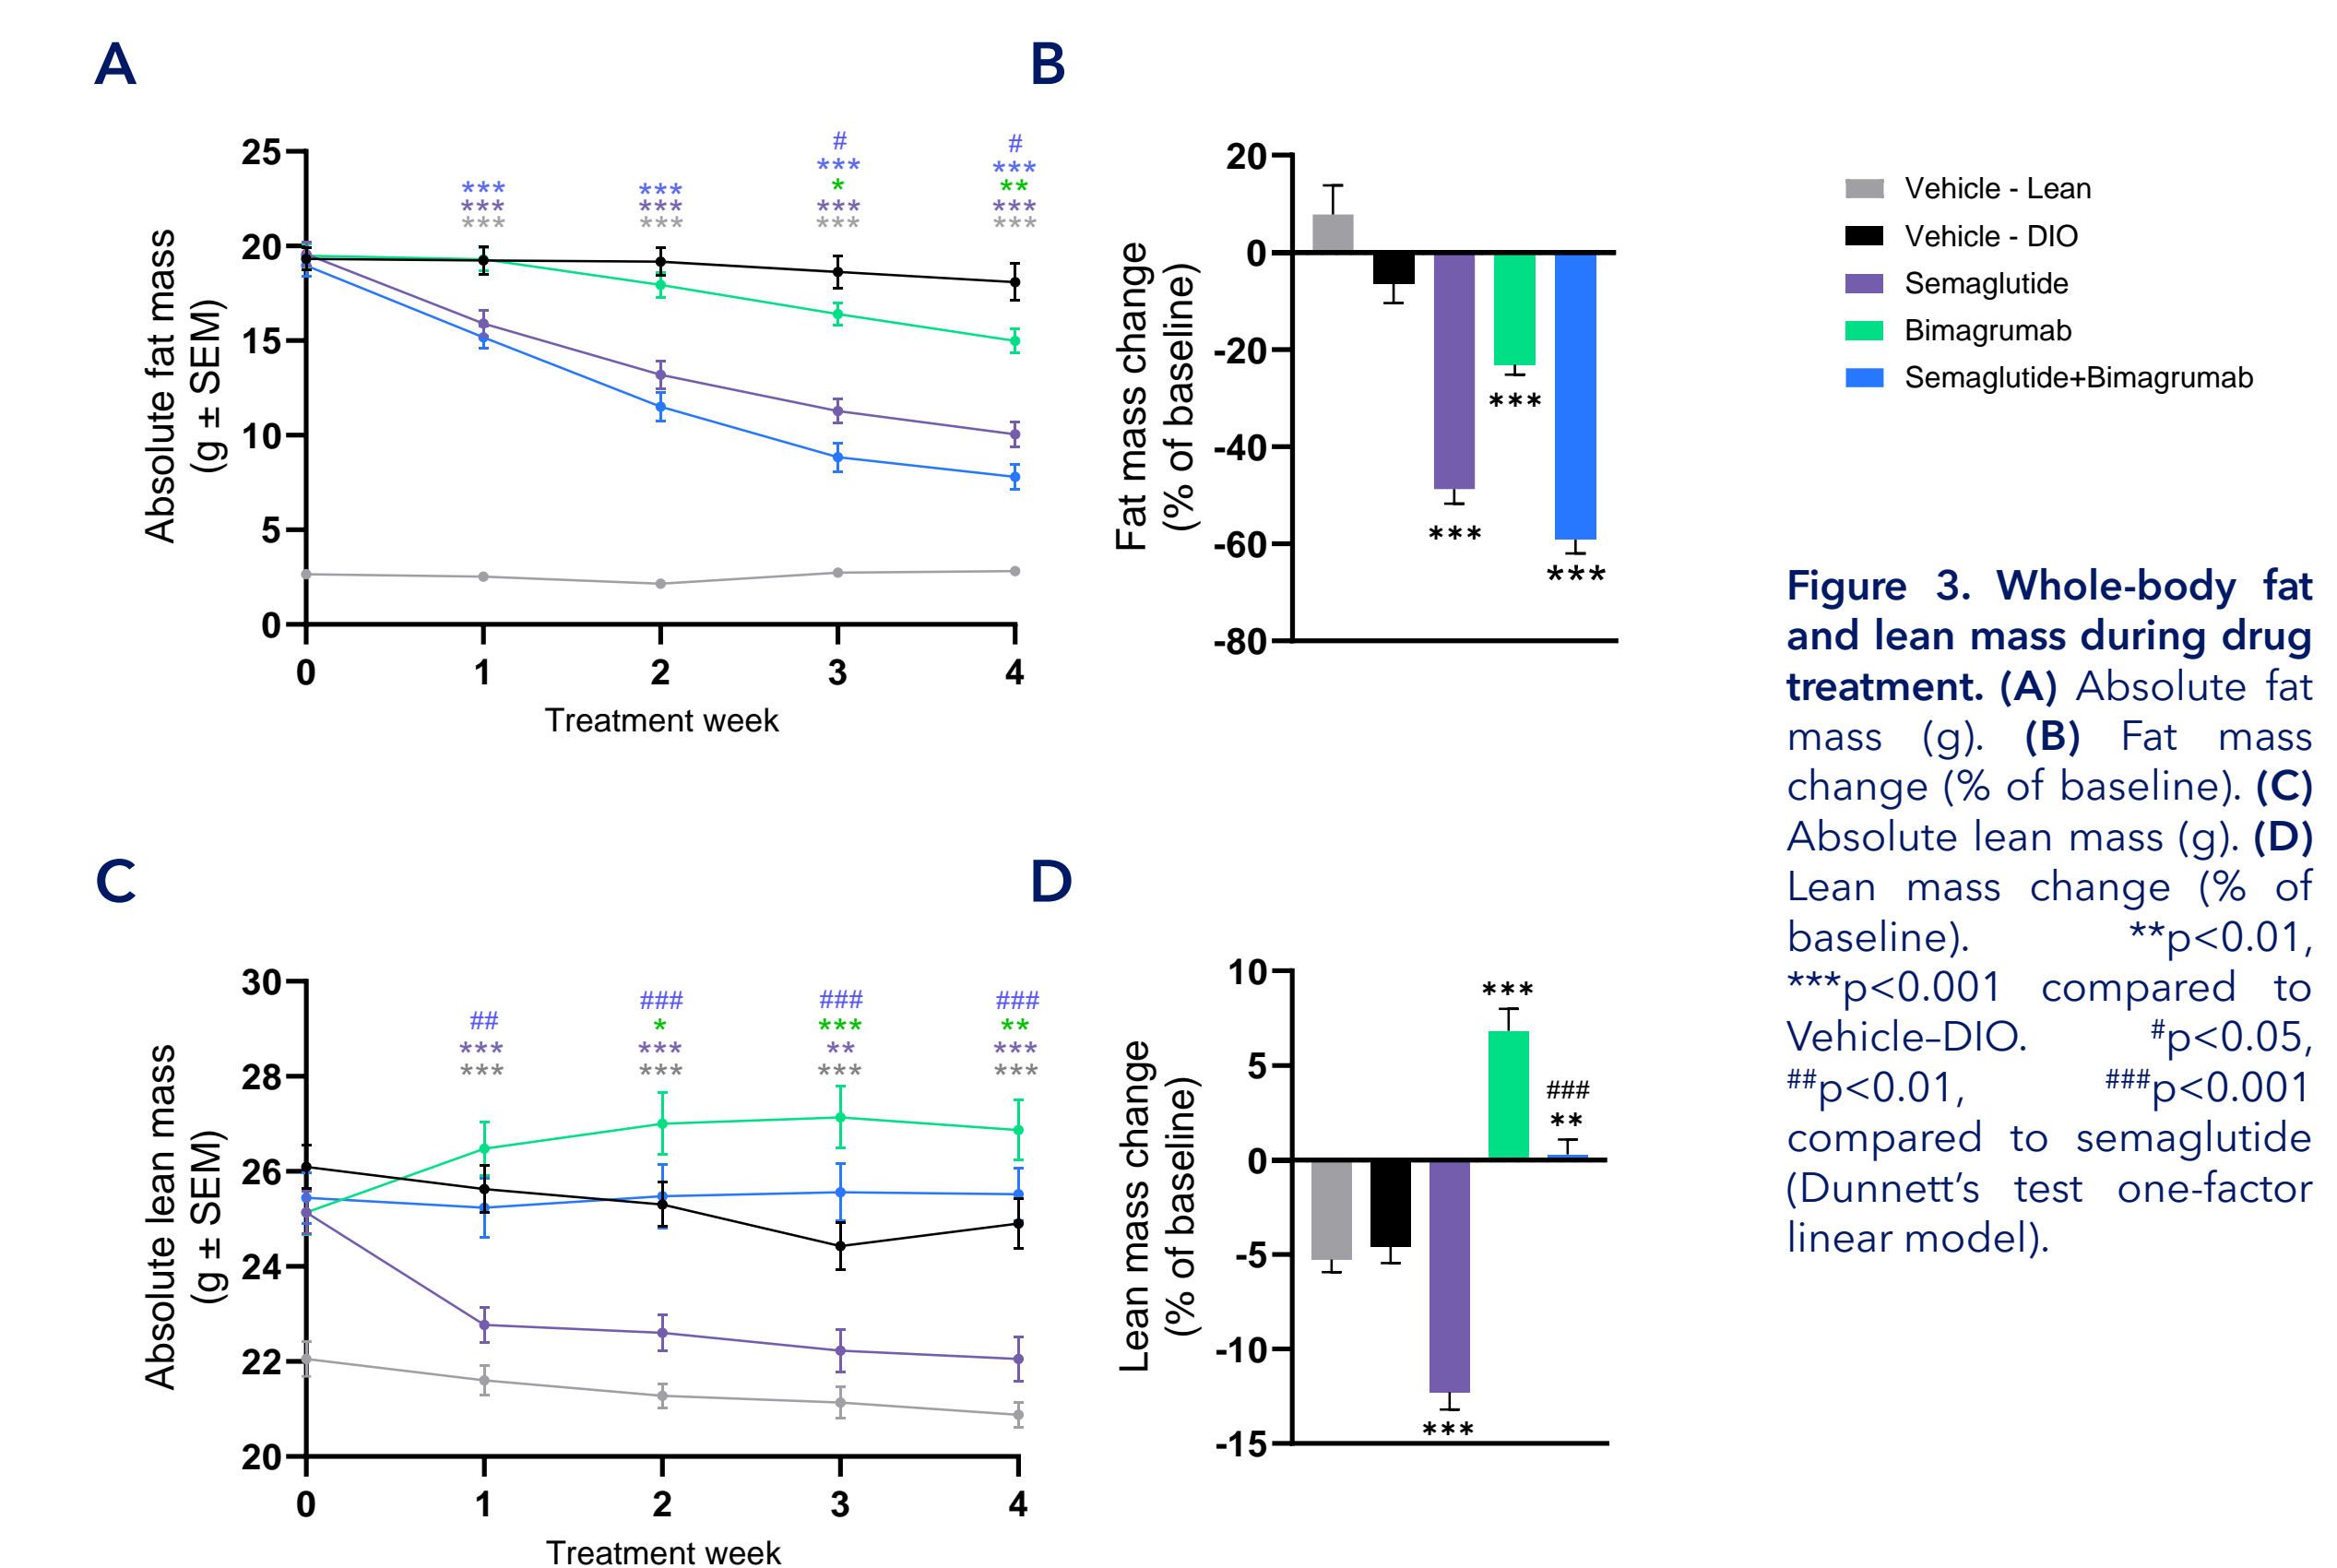 A
B
25
20
15
10
5
0
Absolute fat mass
(g ± SEM)
***
***
***
***
***
***
#
***
*
***
***
#
***
**
***
***
0 1 2 3 4
Treatment week
20
0
-20
-40
-60
-80
Fat mass change
(% of baseline)
***
***
***
Vehicle - Lean
Vehicle - DIO
Semaglutide
Bimagrumab
Semaglutide+Bimagrumab
Figure 3. Whole-body fat
and lean mass during drug
treatment. (A) Absolute fat
mass (g). (B) Fat mass
change (% of baseline). (C)
Absolute lean mass (g). (D)
Lean mass change (% of
baseline). **p<0.01,
***p<0.001 compared to
Vehicle–DIO. #p<0.05,
##p<0.01, ###p<0.001
compared to semaglutide
(Dunnett’s test one-factor
linear model).
C
D
30
28
26
24
22
20
Absolute lean mass
(g ± SEM)
##
***
***
###
*
***
***
###
***
**
***
###
**
***
***
0 1 2 3 4
Treatment week
10
5
0
-5
-10
-15
Lean mass change
(% of baseline)
***
***
###
**